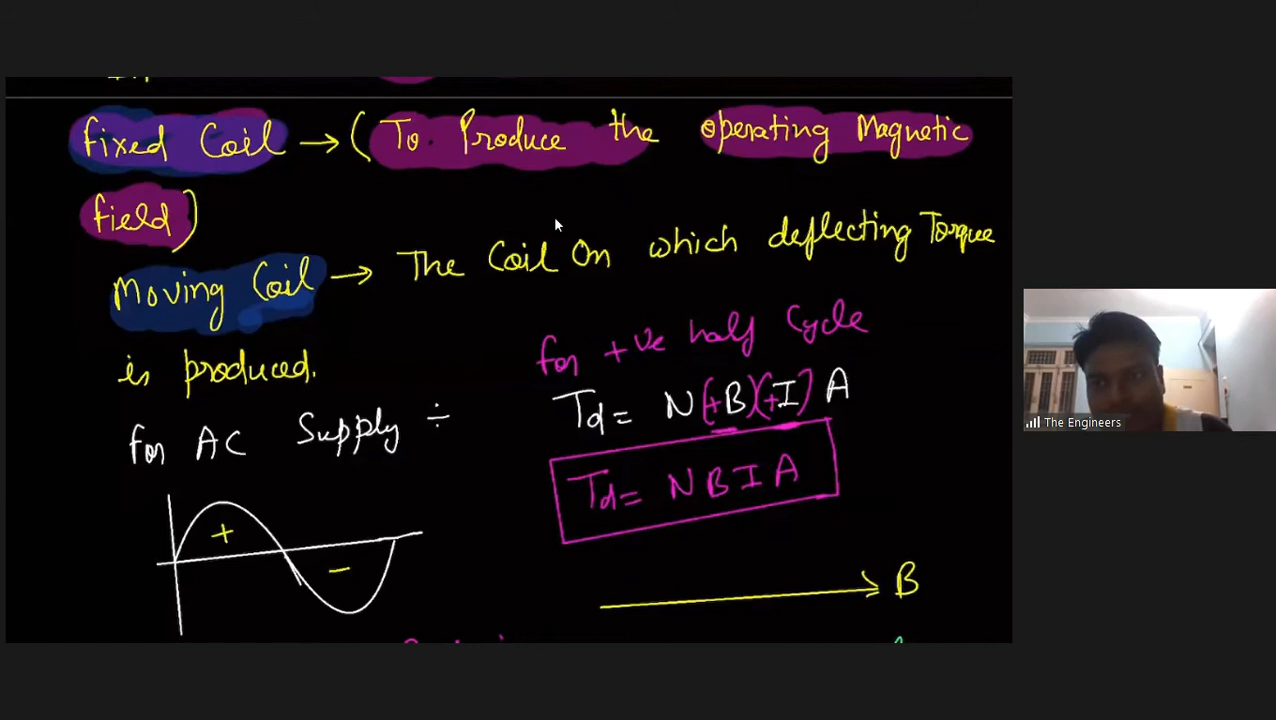 fixed Coil → (To Produce the operating Magnetic
field)
Moving Coil → The Coil On which deflecting Torque
is produced.
for +ve half Cycle
Td = N(+B)(+I)A
Td = NBIA
for AC Supply ÷
+
−
B
The Engineers